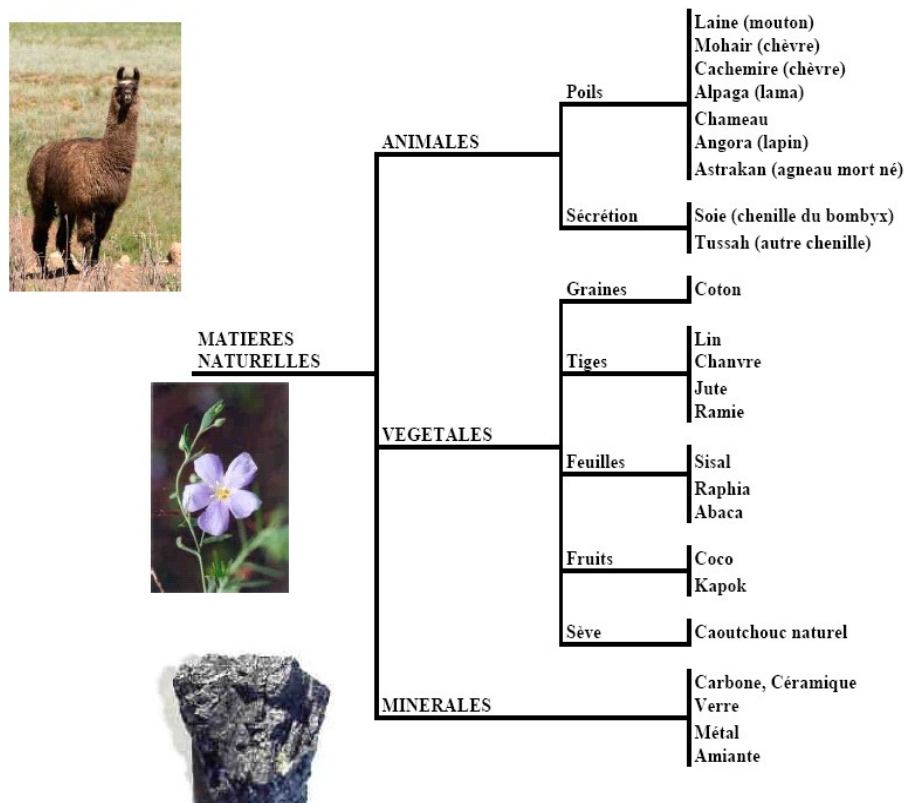 MATIERES
NATURELLES
ANIMALES
Poils
Laine (mouton)
Mohair (chèvre)
Cachemire (chèvre)
Alpaga (lama)
Chameau
Angora (lapin)
Astrakan (agneau mort né)
Sécrétion
Soie (chenille du bombyx)
Tussah (autre chenille)
VEGETALES
Graines
Coton
Tiges
Lin
Chanvre
Jute
Ramie
Feuilles
Sisal
Raphia
Abaca
Fruits
Coco
Kapok
Sève
Caoutchouc naturel
MINERALES
Carbone, Céramique
Verre
Métal
Amiante